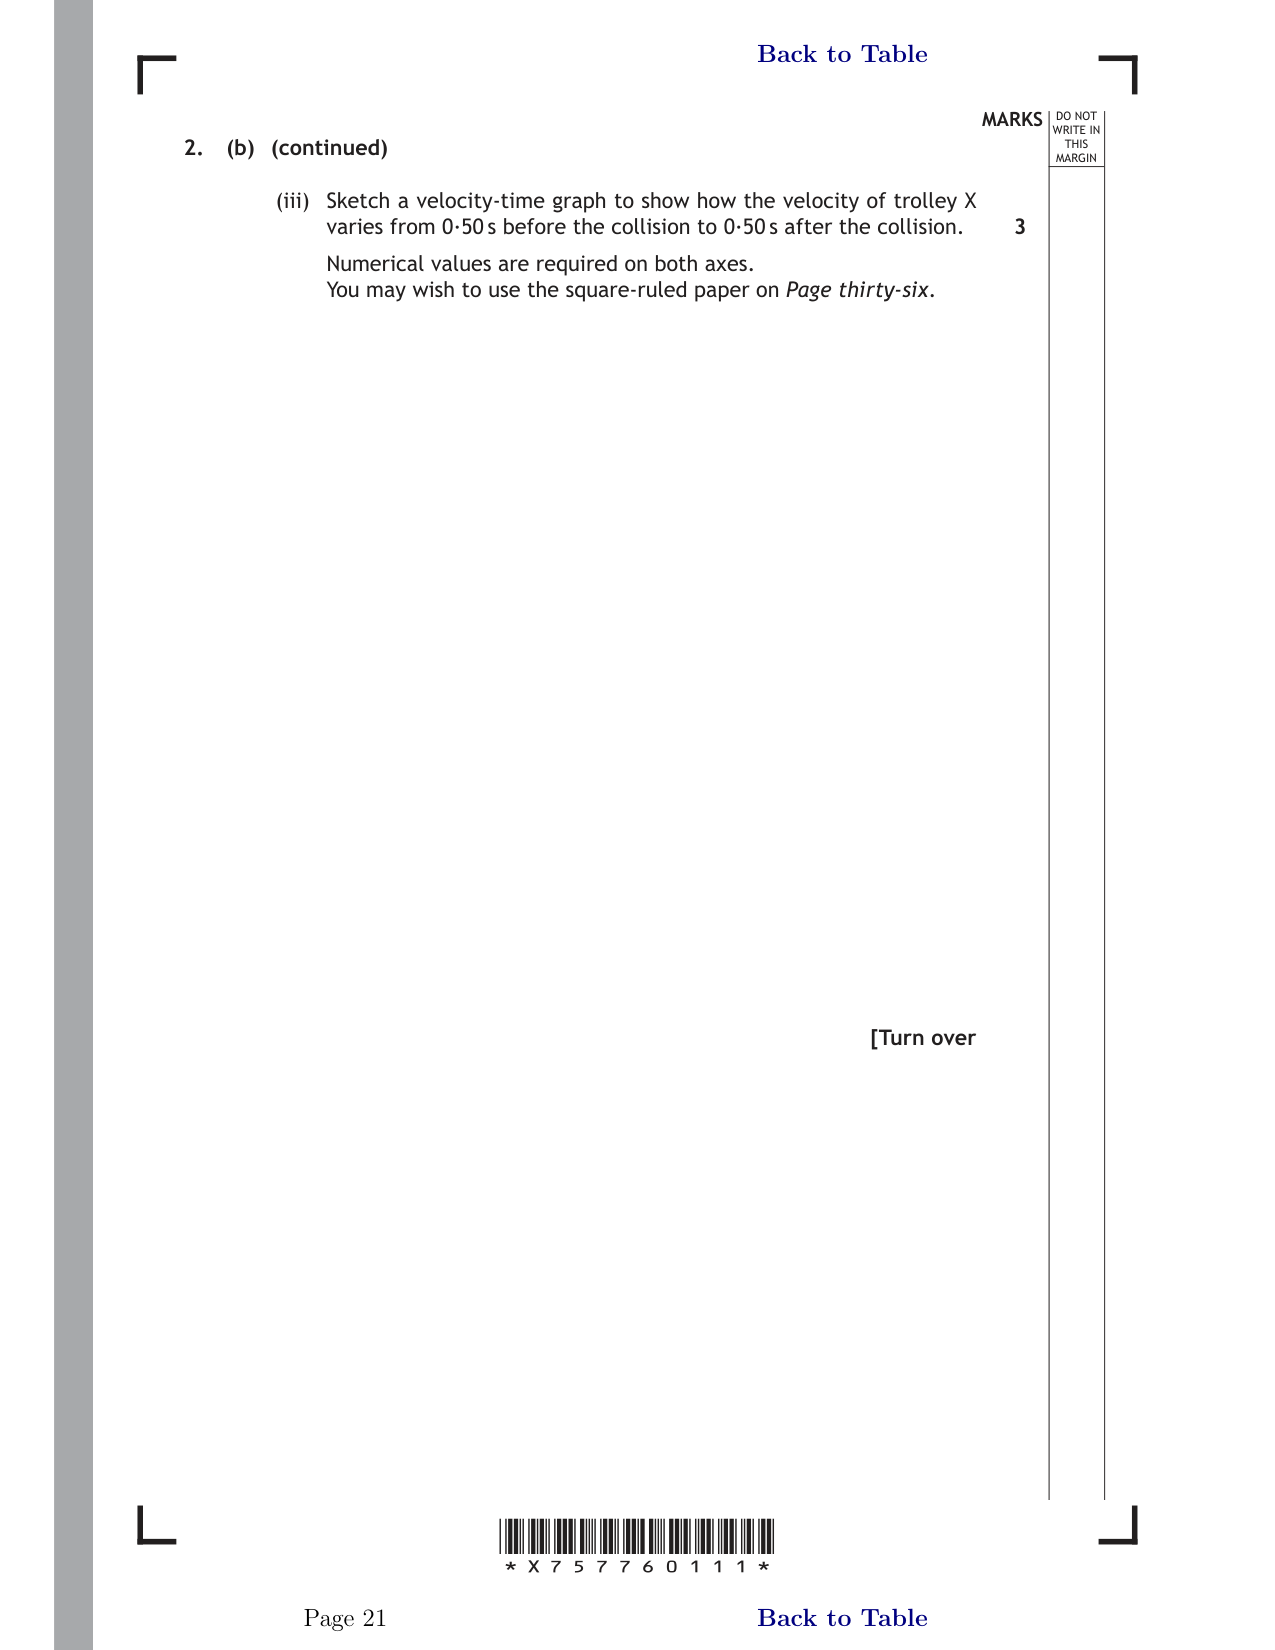 Back to Table
MARKS
DO NOT
WRITE IN
THIS
MARGIN
2. (b) (continued)
(iii) Sketch a velocity-time graph to show how the velocity of trolley X
varies from 0·50 s before the collision to 0·50 s after the collision. 3
Numerical values are required on both axes.
You may wish to use the square-ruled paper on Page thirty-six.
[Turn over
*X757760111*
Page 21
Back to Table